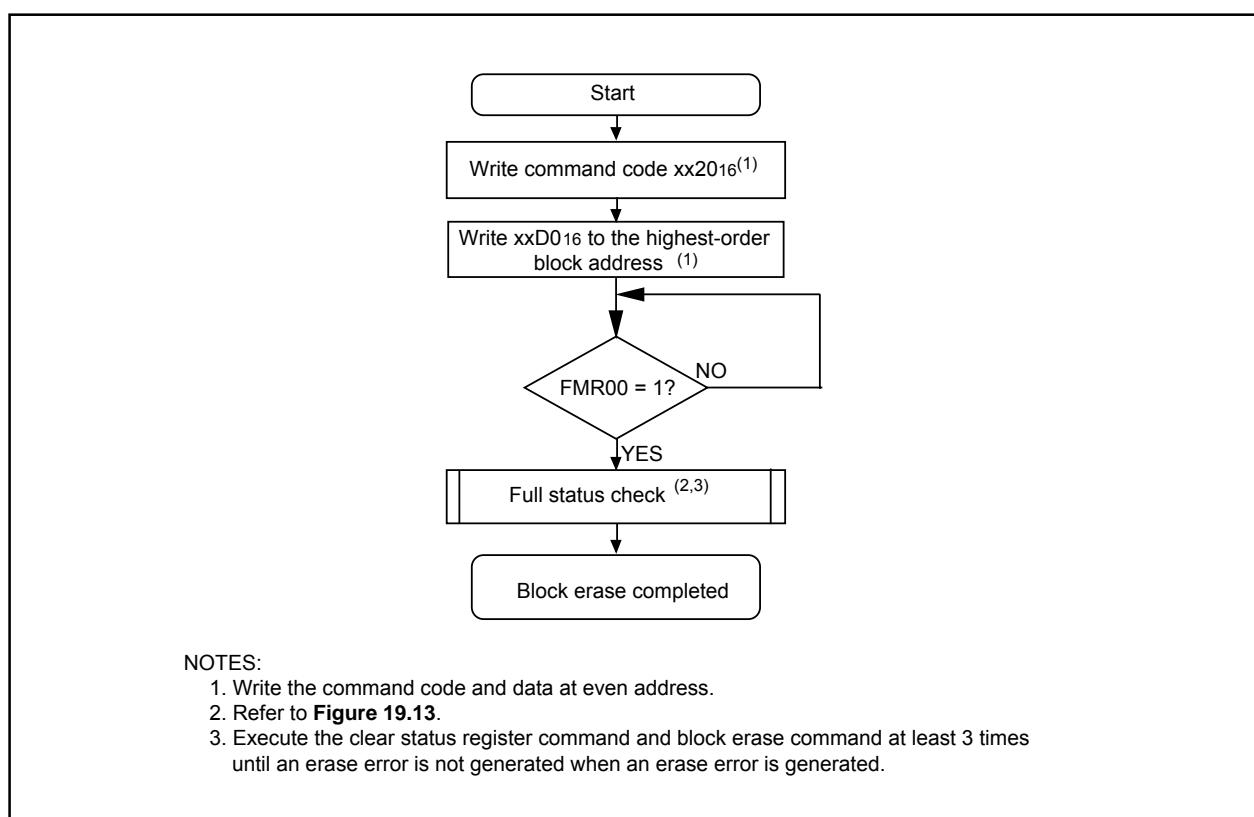 Start
Write command code xx2016(1)
Write xxD016 to the highest-order
block address (1)
FMR00 = 1?
NO
YES
Full status check (2,3)
Block erase completed
NOTES:
1. Write the command code and data at even address.
2. Refer to Figure 19.13.
3. Execute the clear status register command and block erase command at least 3 times
until an erase error is not generated when an erase error is generated.